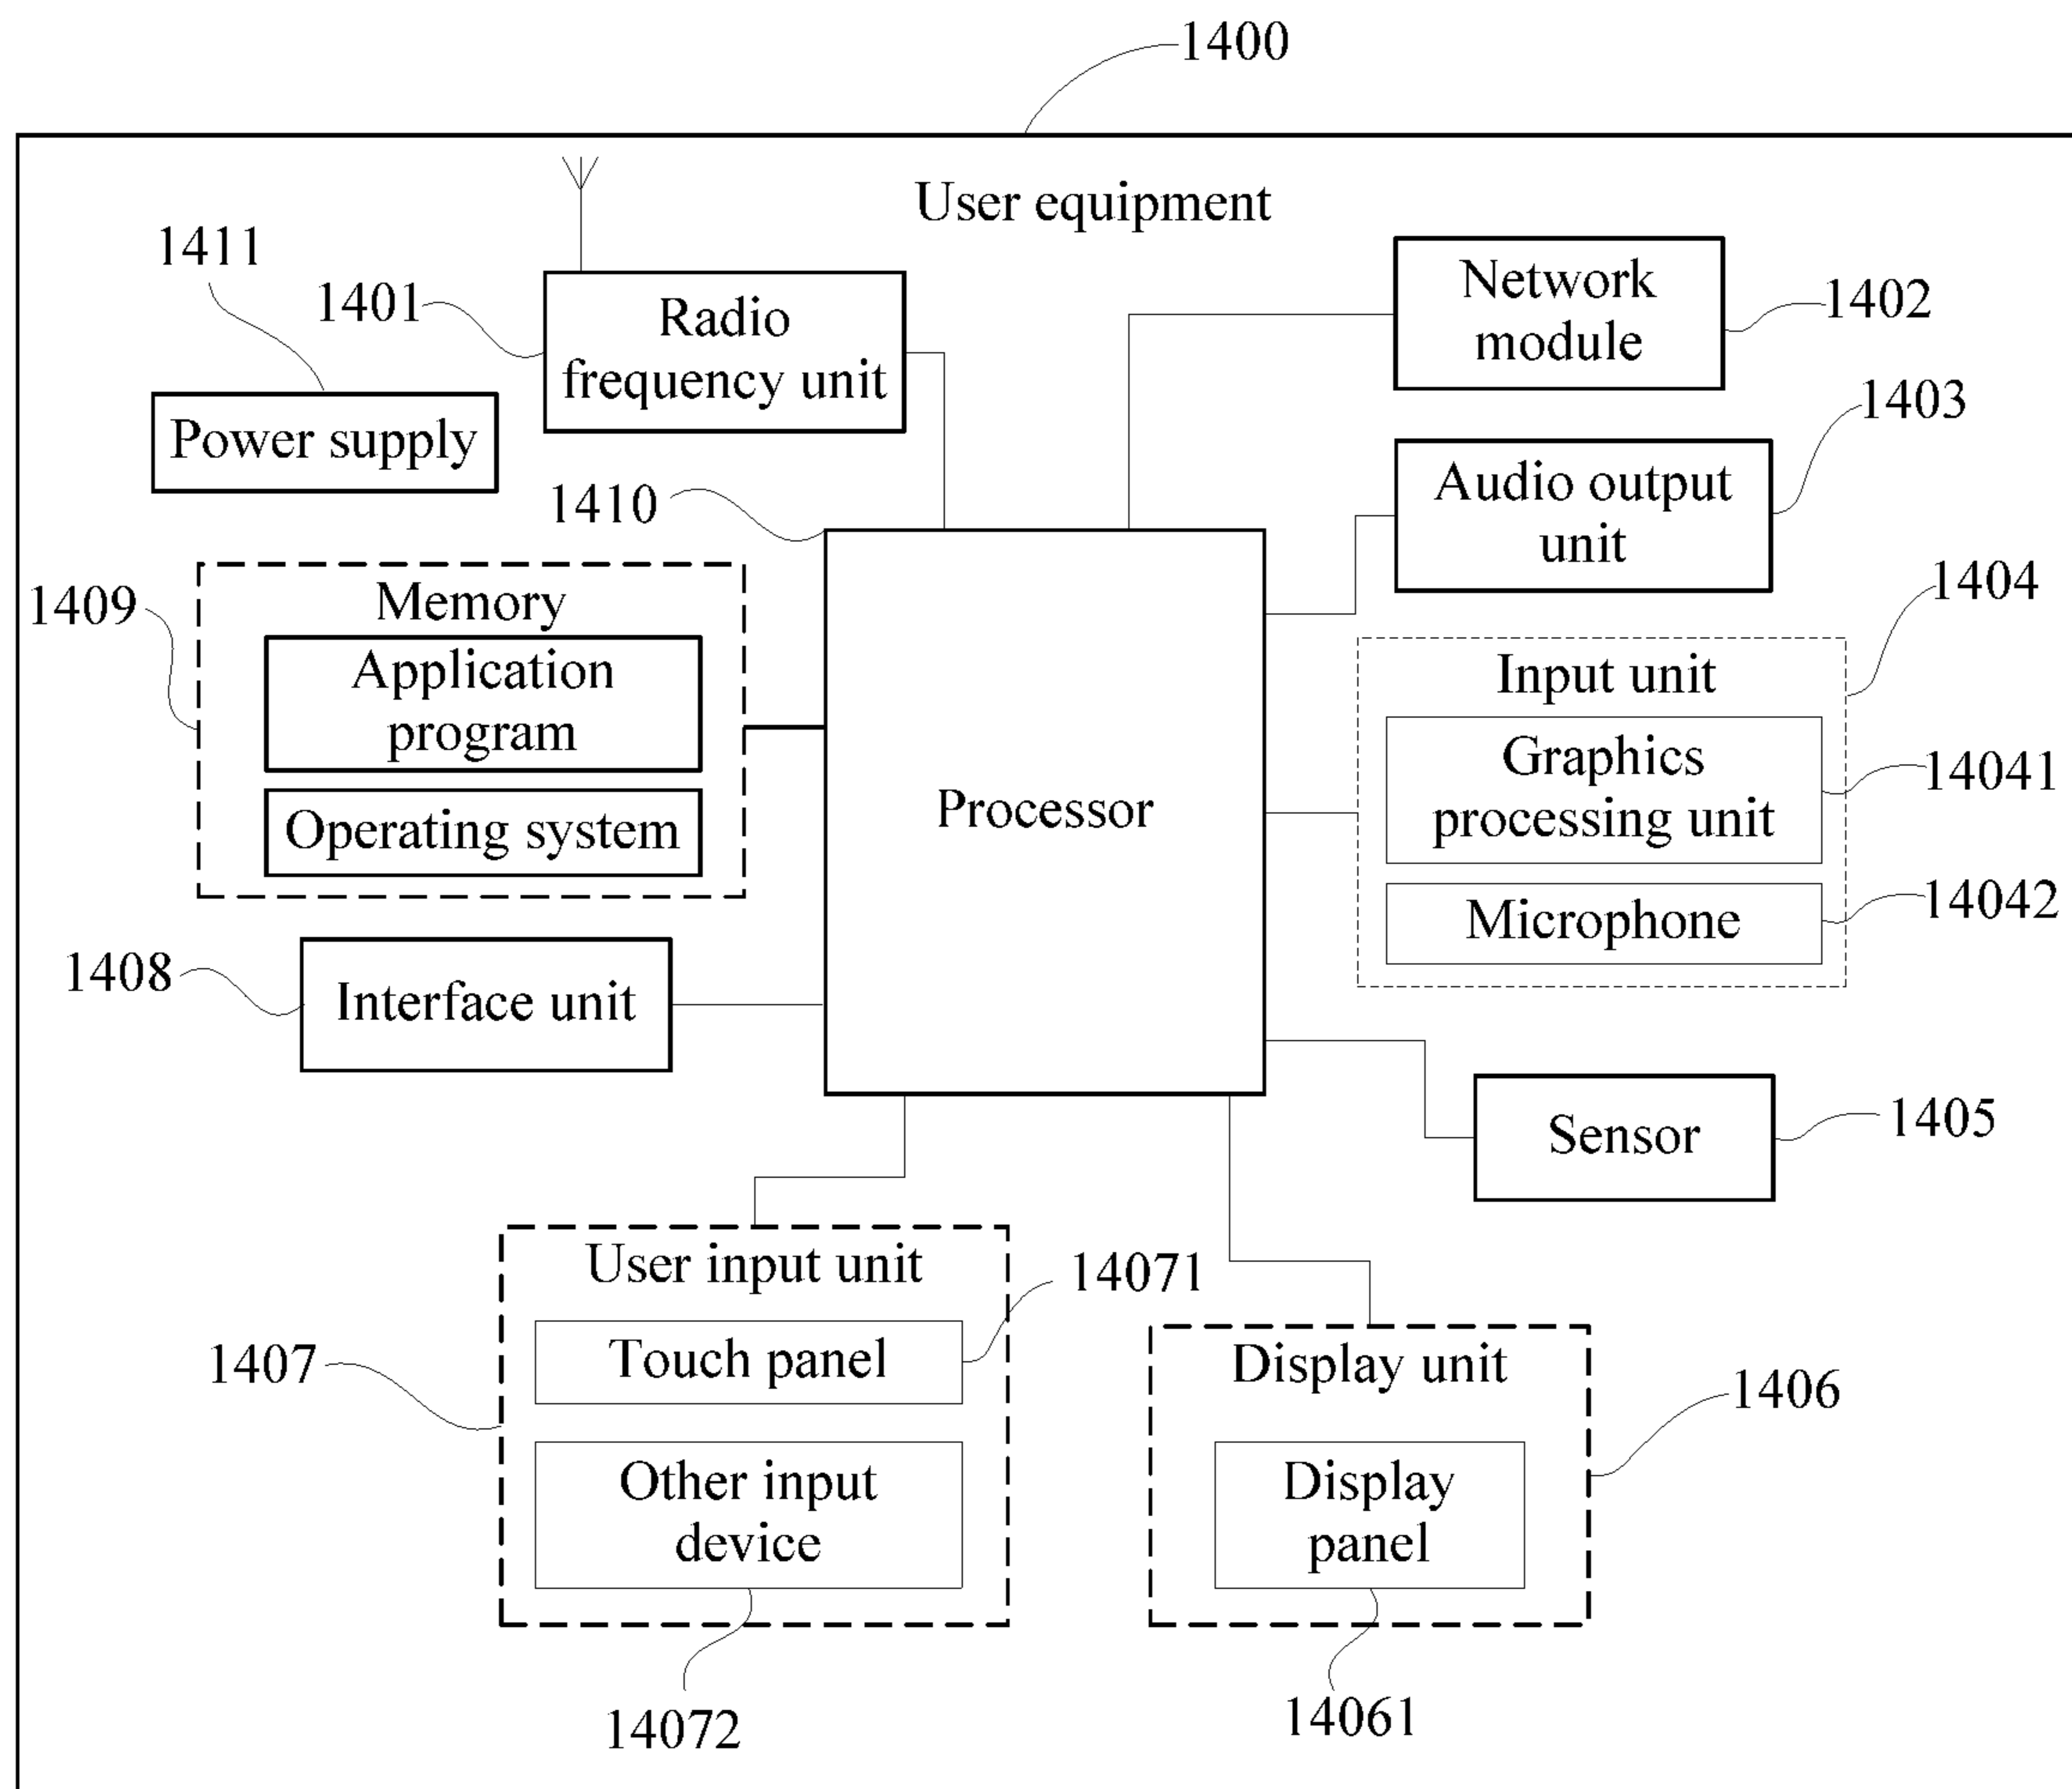 1400
User equipment
1411
1401
Radio
frequency unit
Network
module
1402
Power supply
1403
Audio output
unit
1410
1409
Memory
Application
program
Operating system
Processor
1404
Input unit
Graphics
processing unit
14041
Microphone
14042
1408
Interface unit
Sensor
1405
User input unit
14071
Touch panel
1407
Other input
device
14072
Display unit
1406
Display
panel
14061